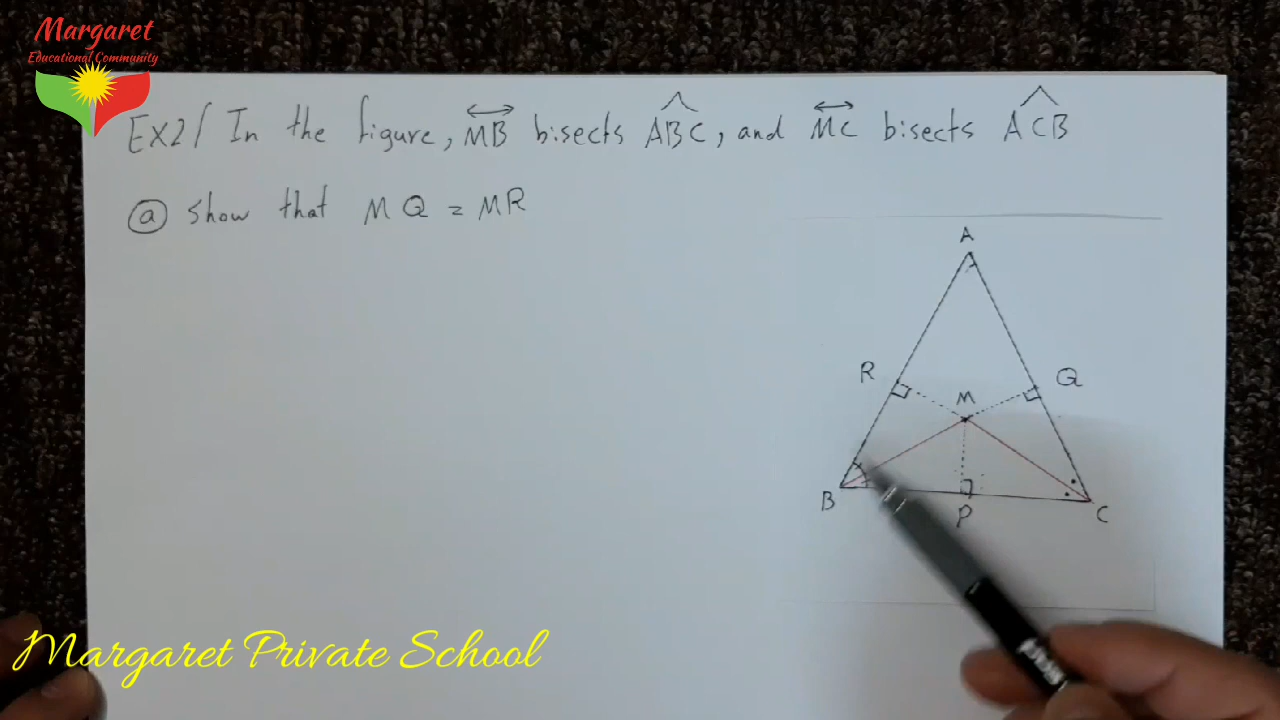 Margaret
Educational Community
EX2/ In the figure, MB bisects ABC, and MC bisects ACB
ⓐ show that MQ = MR
A
R
Q
M
B
P
C
Margaret Private School